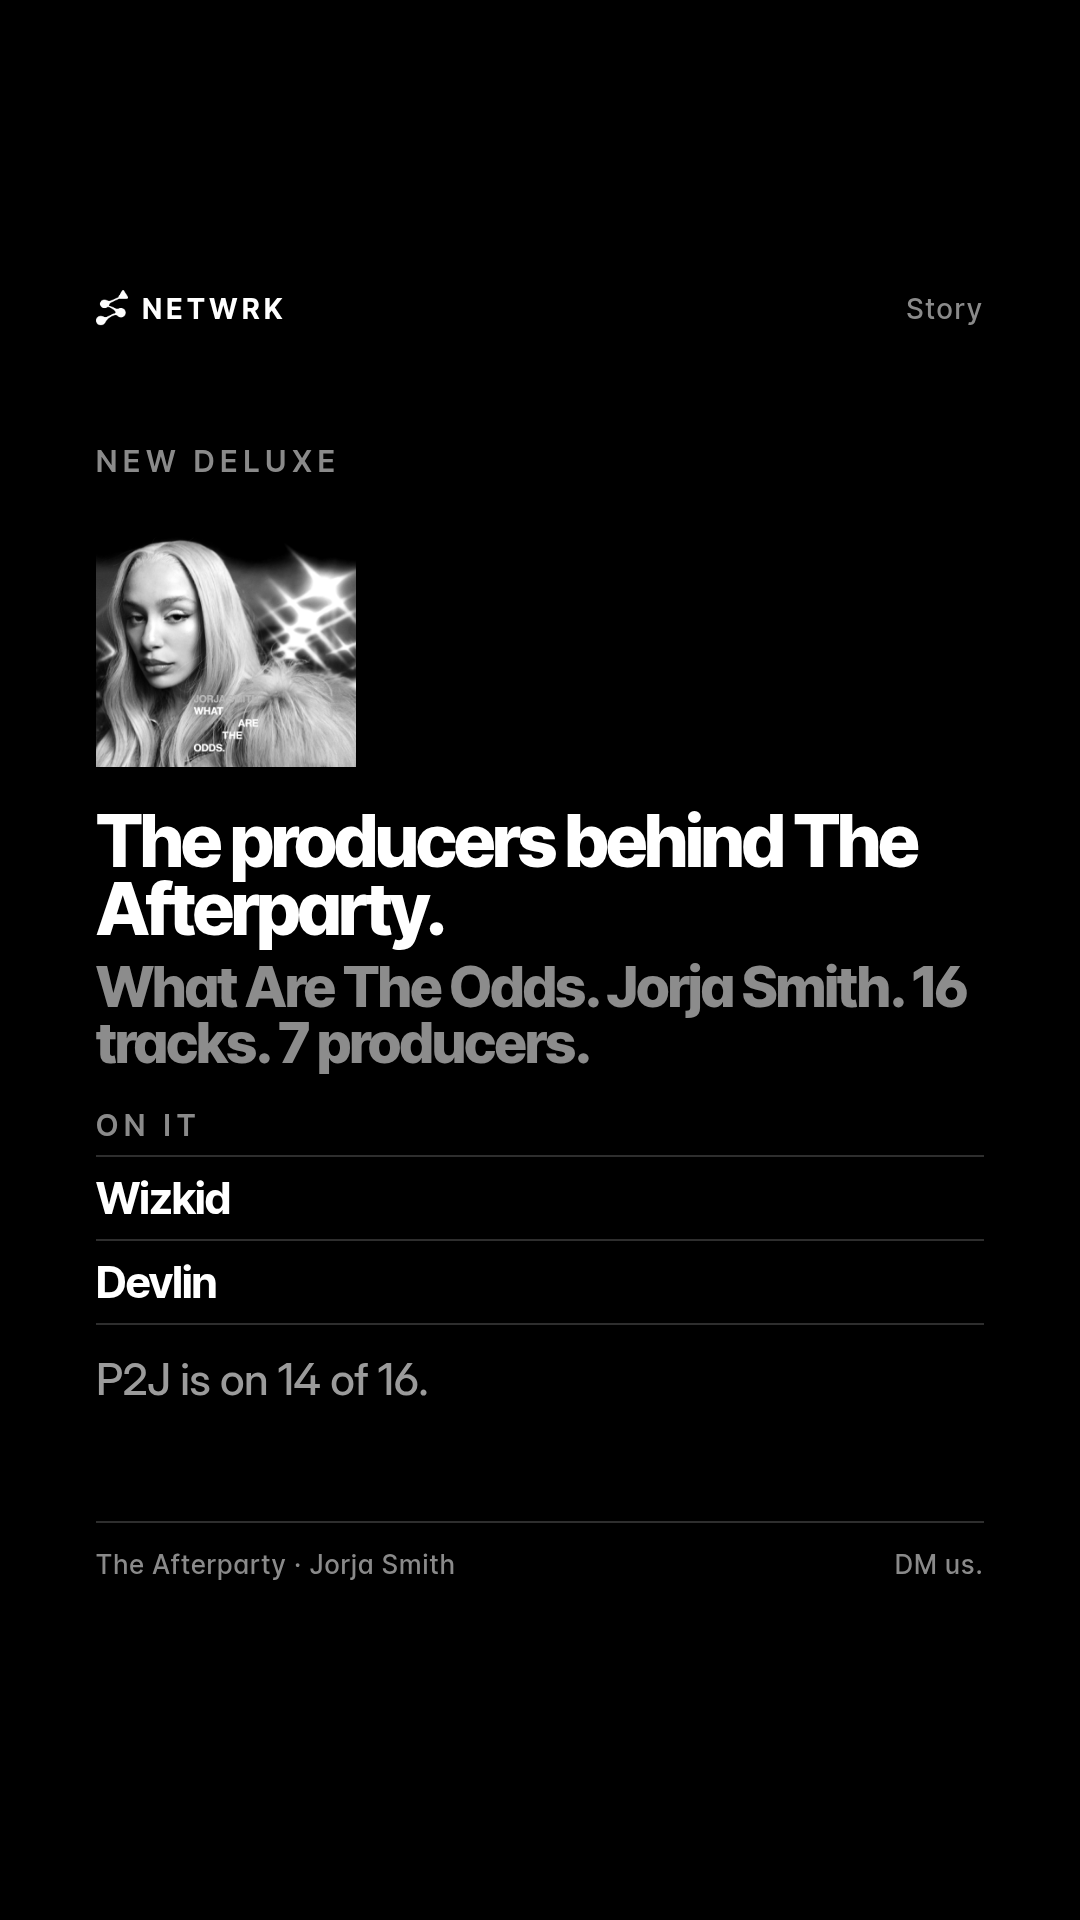 NETWRK
Story
NEW DELUXE
JORJA
WHAT
ARE
THE
ODDS.
The producers behind The
Afterparty.
What Are The Odds. Jorja Smith. 16
tracks. 7 producers.
ON IT
Wizkid
Devlin
P2J is on 14 of 16.
The Afterparty · Jorja Smith
DM us.